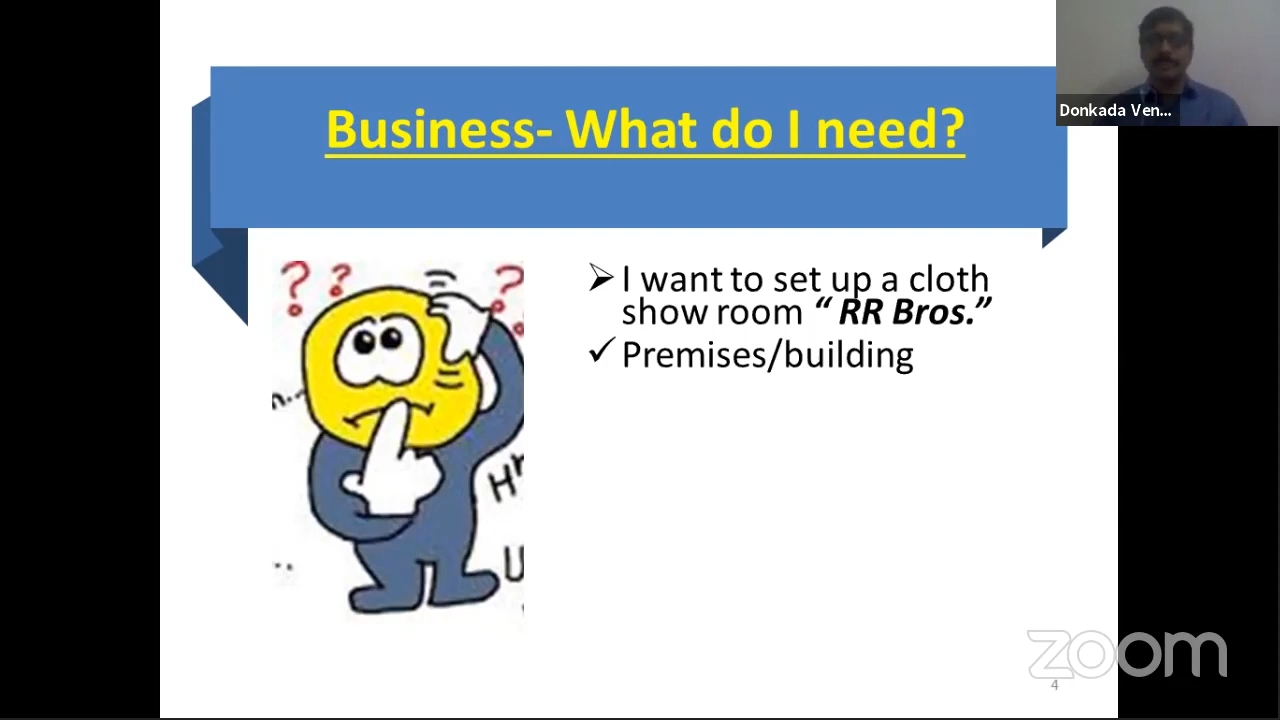 Donkada Ven...
Business- What do I need?
➢ I want to set up a cloth
show room “ RR Bros.”
✓ Premises/building
zoom
4